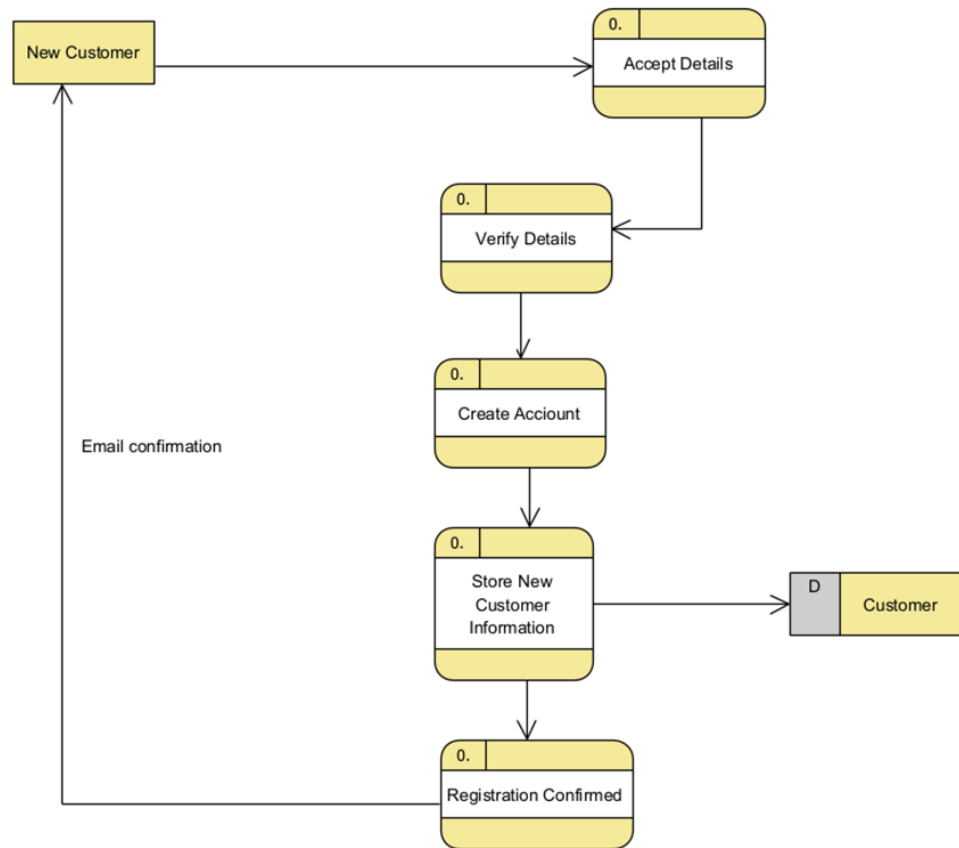 New Customer
0.
Accept Details
0.
Verify Details
0.
Create Acciount
Email confirmation
0.
Store New
Customer
Information
D
Customer
0.
Registration Confirmed